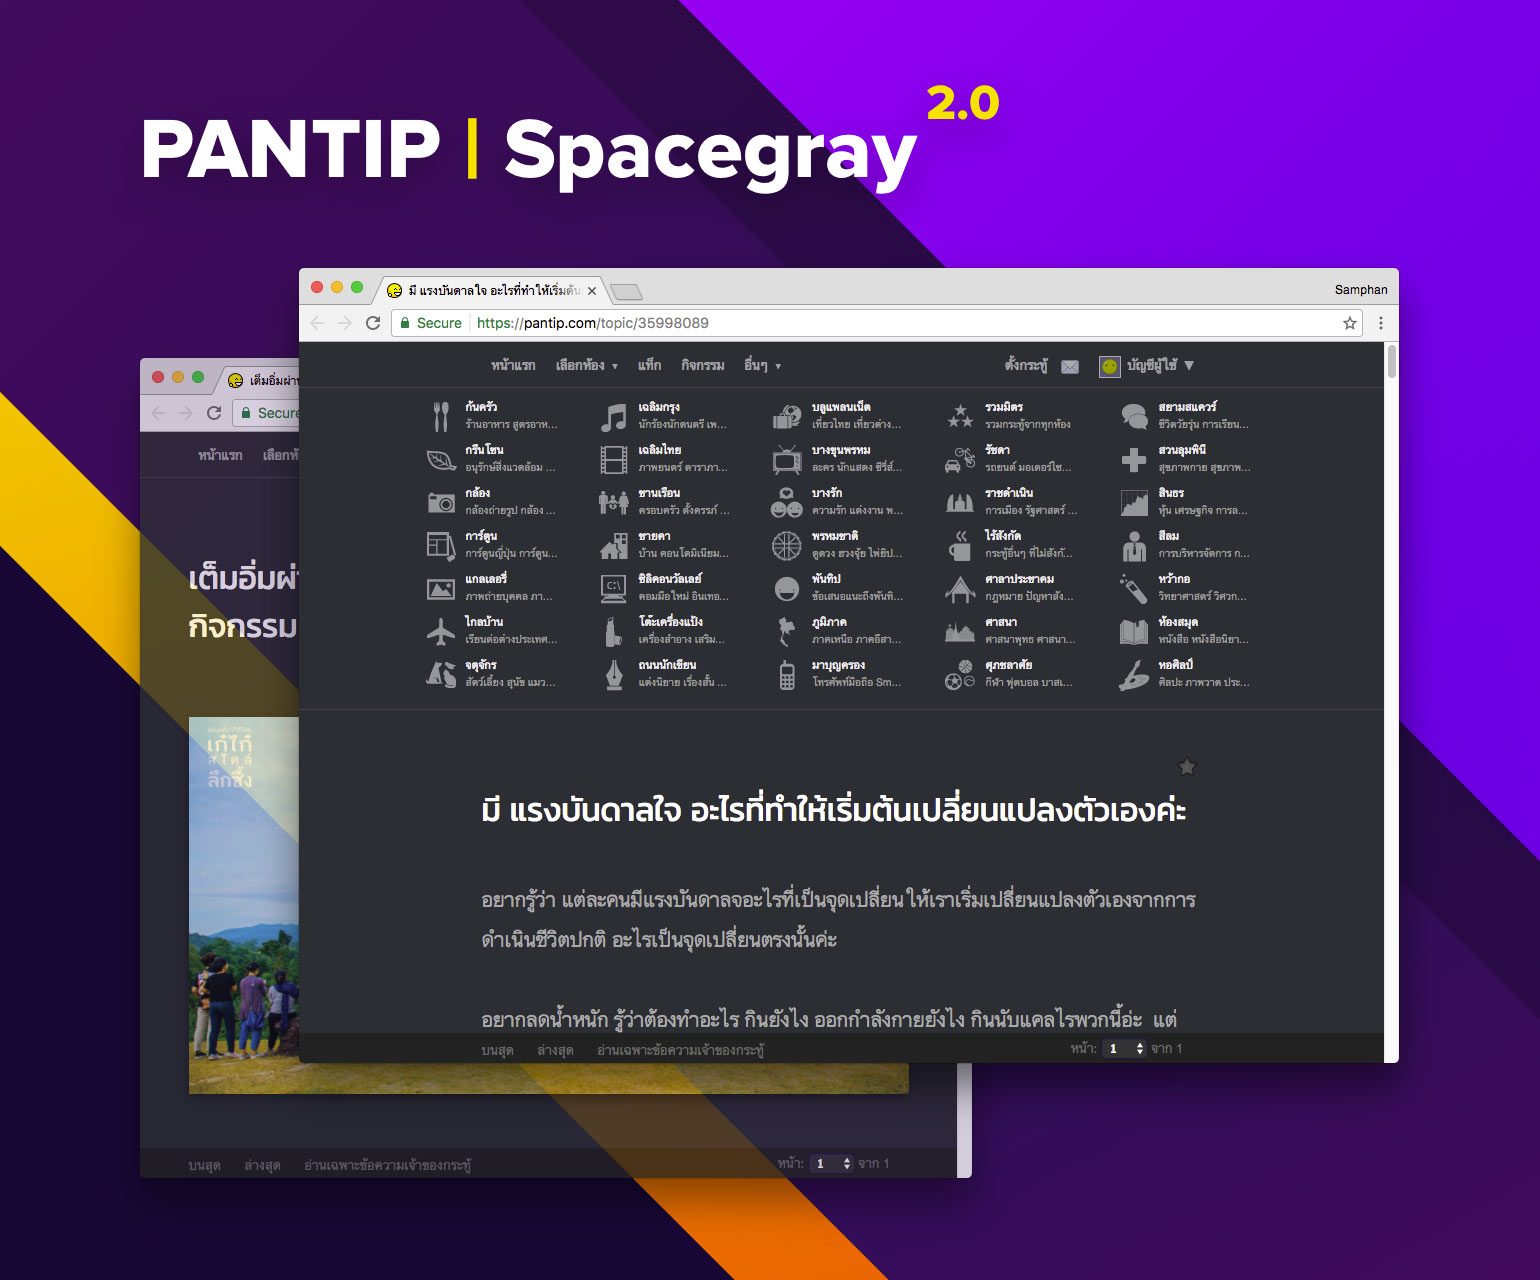 PANTIP | Spacegray 2.0
มี แรงบันดาลใจ อะไรที่ทำให้เริ่มต้น
Samphan
Secure https://pantip.com/topic/35998089
หน้าแรก เลือกห้อง ▼ แท็ก กิจกรรม อื่นๆ ▼ ตั้งกระทู้ บัญชีผู้ใช้ ▼
ก้นครัว
ร้านอาหาร สูตรอาห...
เฉลิมกรุง
นักร้องนักดนตรี เพ...
บลูแพลนเน็ต
เที่ยวไทย เที่ยวต่าง...
รวมมิตร
รวมกระทู้จากทุกห้อง
สยามสแควร์
ชีวิตวัยรุ่น การเรียน...
กรีนโซน
อนุรักษ์สิ่งแวดล้อม ...
เฉลิมไทย
ภาพยนตร์ ดาราภา...
บางขุนพรหม
ละคร นักแสดง ซีรี่ส์...
รัชดา
รถยนต์ มอเตอร์ไซ...
สวนลุมพินี
สุขภาพกาย สุขภาพ...
กล้อง
กล้องถ่ายรูป กล้อง ...
ชานเรือน
ครอบครัว ตั้งครรภ์ ...
บางรัก
ความรัก แต่งงาน พ...
ราชดำเนิน
การเมือง รัฐศาสตร์ ...
สินธร
หุ้น เศรษฐกิจ การล...
การ์ตูน
การ์ตูนญี่ปุ่น การ์ตูน...
ชายคา
บ้าน คอนโดมิเนียม...
พรหมชาติ
ดูดวง ฮวงจุ้ย ไพ่ยิป...
ไร้สังกัด
กระทู้อื่นๆ ที่ไม่สังกั...
สีลม
การบริหารจัดการ ก...
แกลเลอรี่
ภาพถ่ายบุคคล ภา...
C:\
ซิลิคอนวัลเลย์
คอมมือใหม่ อินเทอ...
พันทิป
ข้อเสนอแนะถึงพันทิ...
ศาลาประชาคม
กฎหมาย ปัญหาสัง...
หว้ากอ
วิทยาศาสตร์ วิศวก...
ไกลบ้าน
เรียนต่อต่างประเทศ...
โต๊ะเครื่องแป้ง
เครื่องสำอาง เสริม...
ภูมิภาค
ภาคเหนือ ภาคอีสา...
ศาสนา
ศาสนาพุทธ ศาสนา...
ห้องสมุด
หนังสือ หนังสือนิยา...
จตุจักร
สัตว์เลี้ยง สุนัข แมว...
ถนนนักเขียน
แต่งนิยาย เรื่องสั้น ...
มาบุญครอง
โทรศัพท์มือถือ Sm...
ศุภชลาศัย
กีฬา ฟุตบอล บาสเ...
หอศิลป์
ศิลปะ ภาพวาด ประ...
มี แรงบันดาลใจ อะไรที่ทำให้เริ่มต้นเปลี่ยนแปลงตัวเองค่ะ
อยากรู้ว่า แต่ละคนมีแรงบันดาลจอะไรที่เป็นจุดเปลี่ยน ให้เราเริ่มเปลี่ยนแปลงตัวเองจากการ
ดำเนินชีวิตปกติ อะไรเป็นจุดเปลี่ยนตรงนั้นค่ะ
อยากลดน้ำหนัก รู้ว่าต้องทำอะไร กินยังไง ออกกำลังกายยังไง กินนับแคลไรพวกนี้อ่ะ แต่
บนสุด ล่างสุด อ่านเฉพาะข้อความเจ้าของกระทู้ หน้า: 1 จาก 1
เต็มอิ่มผ่าน
Secure
หน้าแรก เลือกห้
เต็มอิ่มผ่
กิจกรรม
เก๋ไก๋
สไตล์
ลึกซึ้ง
บนสุด ล่างสุด อ่านเฉพาะข้อความเจ้าของกระทู้ หน้า: 1 จาก 1